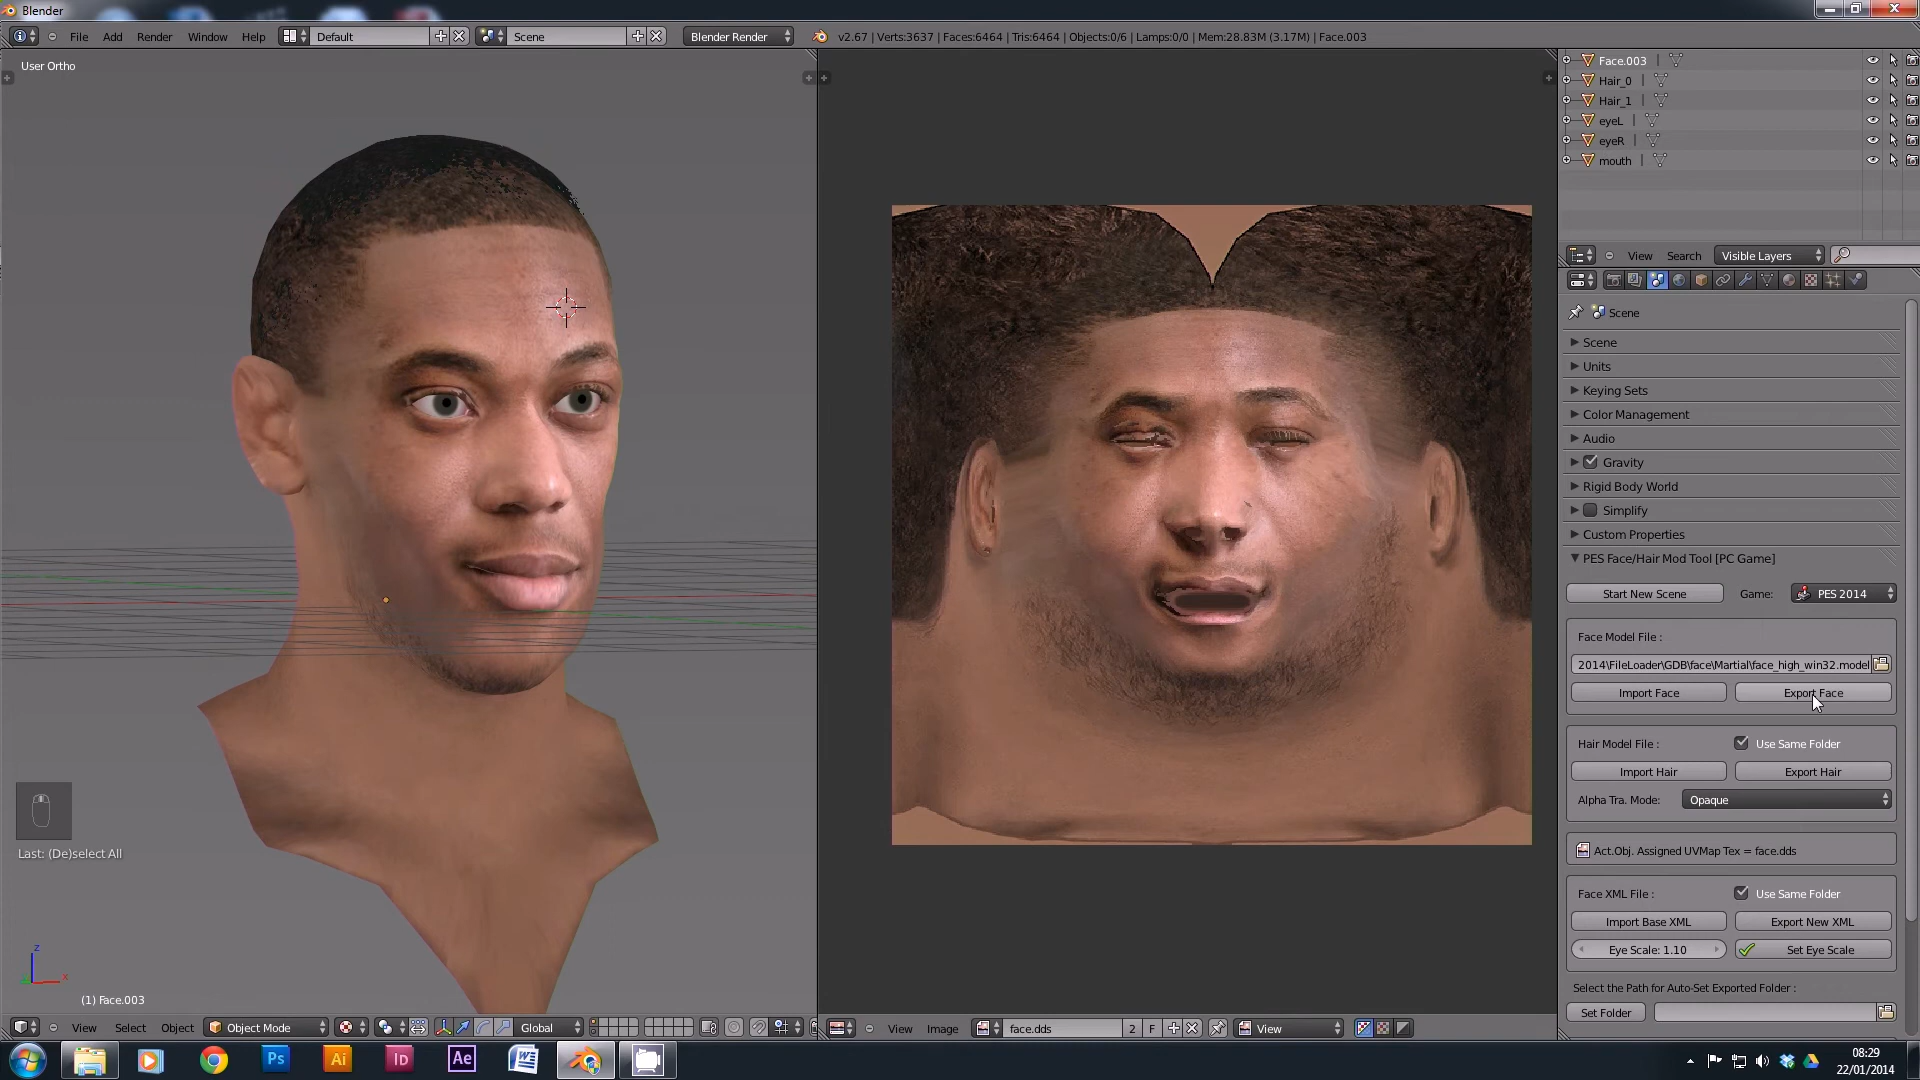 Blender
File Add Render Window Help Default Scene Blender Render v2.67 | Verts:3637 | Faces:6464 | Tris:6464 | Objects:0/6 | Lamps:0/0 | Mem:28.83M (3.17M) | Face.003
User Ortho
Face.003
Hair_0
Hair_1
eyeL
eyeR
mouth
View Search Visible Layers
Scene
Scene
Units
Keying Sets
Color Management
Audio
Gravity
Rigid Body World
Simplify
Custom Properties
PES Face/Hair Mod Tool [PC Game]
Start New Scene Game: PES 2014
Face Model File :
2014\FileLoader\GDB\face\Martial\face_high_win32.model
Import Face Export Face
Hair Model File : Use Same Folder
Import Hair Export Hair
Alpha Tra. Mode: Opaque
Act.Obj. Assigned UVMap Tex = face.dds
Face XML File : Use Same Folder
Import Base XML Export New XML
Eye Scale: 1.10 Set Eye Scale
Select the Path for Auto-Set Exported Folder :
Set Folder
Last: (De)select All
z
x
(1) Face.003
View Select Object Object Mode Global
View Image face.dds 2 F View
Ps Ai Id Ae W
08:29
22/01/2014